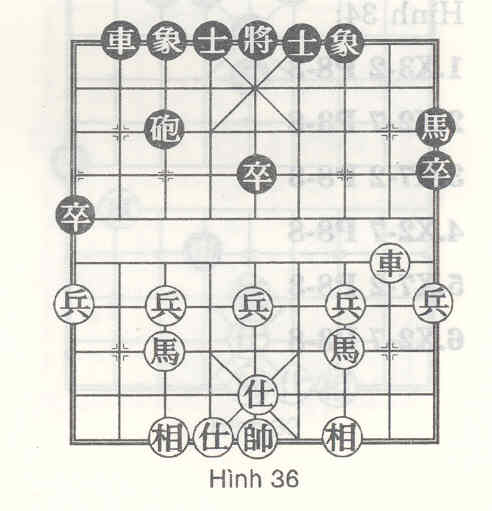 車 象 士 將 士 象
砲 馬
卒 卒
卒
車
兵 兵 兵 兵 兵
馬 馬
仕
相 仕 帥 相
Hình 36